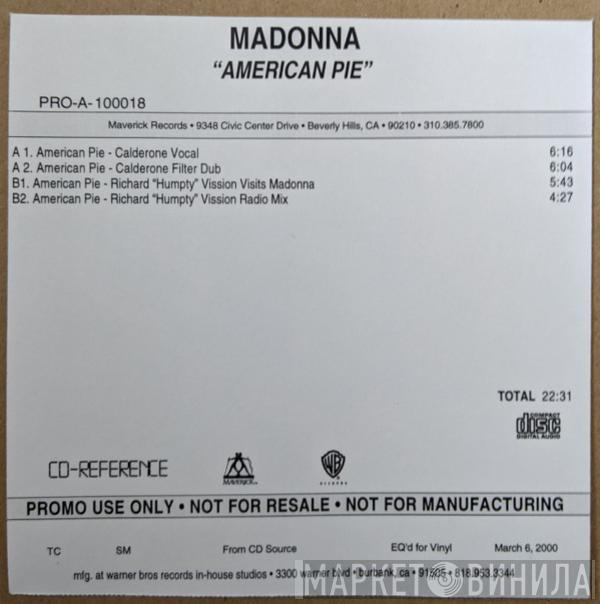 MADONNA
“AMERICAN PIE”
PRO-A-100018
Maverick Records • 9348 Civic Center Drive • Beverly Hills, CA • 90210 • 310.385.7800
A 1. American Pie - Calderone Vocal 6:16
A 2. American Pie - Calderone Filter Dub 6:04
B1. American Pie - Richard "Humpty" Vission Visits Madonna 5:43
B2. American Pie - Richard "Humpty" Vission Radio Mix 4:27
TOTAL 22:31
COMPACT
disc
DIGITAL AUDIO
CD-REFERENCE
MAVERICK
WB
RECORDS
PROMO USE ONLY • NOT FOR RESALE • NOT FOR MANUFACTURING
TC SM From CD Source EQ'd for Vinyl March 6, 2000
mfg. at warner bros records in-house studios • 3300 warner blvd • burbank, ca • 91505 • 818.953.3344
МАРКЕТ ВИНИЛА